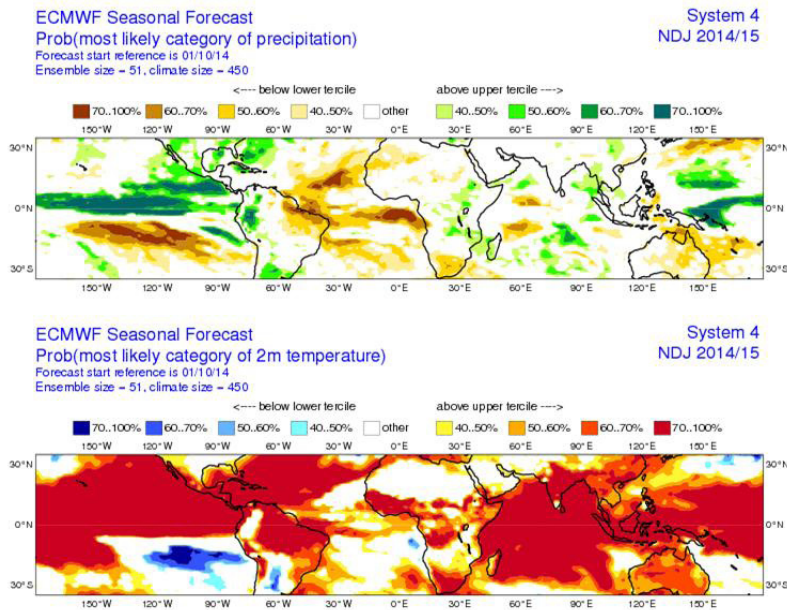 ECMWF Seasonal Forecast
System 4
Prob(most likely category of precipitation)
NDJ 2014/15
Forecast start reference is 01/10/14
Ensemble size = 51, climate size = 450
<---- below lower tercile
above upper tercile ---->
70..100% 60..70% 50..60% 40..50% other 40..50% 50..60% 60..70% 70..100%
150°W 120°W 90°W 60°W 30°W 0°E 30°E 60°E 90°E 120°E 150°E
30°N 30°N
0°N 0°N
30°S 30°S
150°W 120°W 90°W 60°W 30°W 0°E 30°E 60°E 90°E 120°E 150°E
ECMWF Seasonal Forecast
System 4
Prob(most likely category of 2m temperature)
NDJ 2014/15
Forecast start reference is 01/10/14
Ensemble size = 51, climate size = 450
<---- below lower tercile
above upper tercile ---->
70..100% 60..70% 50..60% 40..50% other 40..50% 50..60% 60..70% 70..100%
150°W 120°W 90°W 60°W 30°W 0°E 30°E 60°E 90°E 120°E 150°E
30°N 30°N
0°N 0°N
30°S 30°S
150°W 120°W 90°W 60°W 30°W 0°E 30°E 60°E 90°E 120°E 150°E